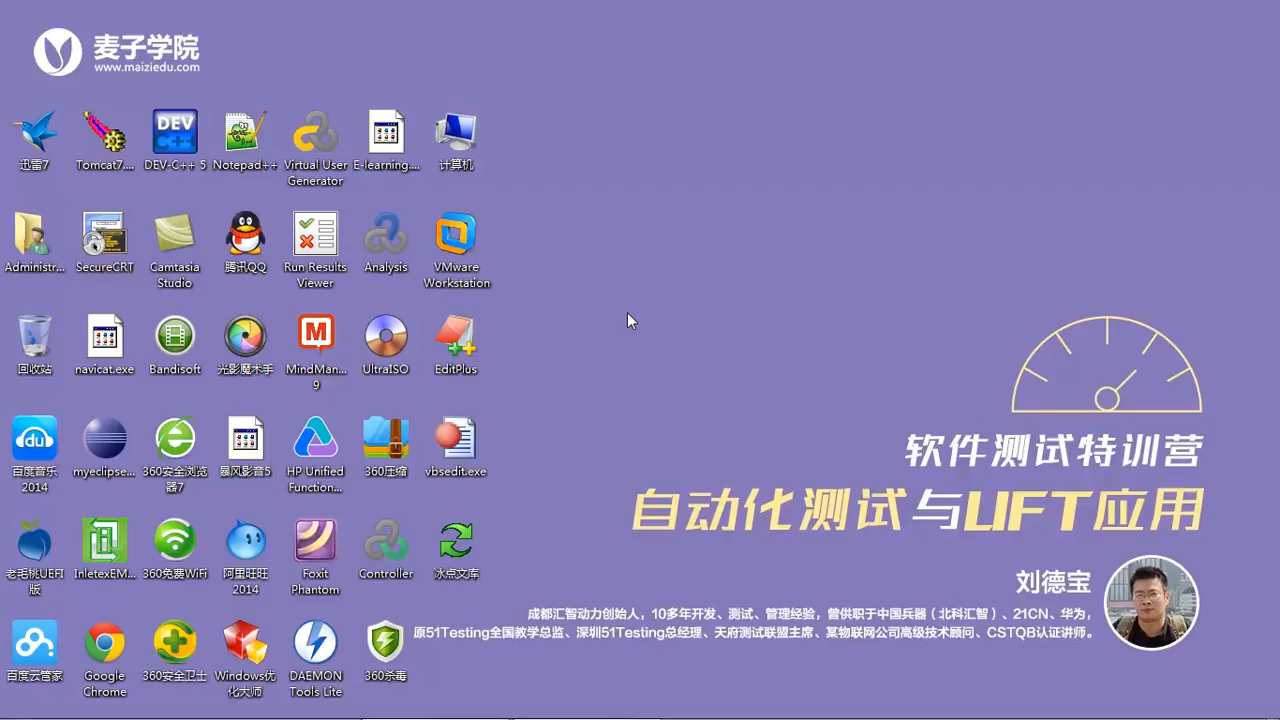 麦子学院
www.maiziedu.com
迅雷7
Tomcat7....
DEV-C++ 5
Notepad++
Virtual User
Generator
E-learning....
计算机
Administr...
SecureCRT
Camtasia
Studio
腾讯QQ
Run Results
Viewer
Analysis
VMware
Workstation
回收站
navicat.exe
Bandisoft
光影魔术手
MindMan...
9
UltraISO
EditPlus
百度音乐
2014
myeclipse...
360安全浏览
器7
暴风影音5
HP Unified
Function...
360压缩
vbsedit.exe
老毛桃UEFI
版
InletexEM...
360免费WiFi
阿里旺旺
2014
Foxit
Phantom
Controller
冰点文库
百度云管家
Google
Chrome
360安全卫士
Windows优
化大师
DAEMON
Tools Lite
360杀毒
软件测试特训营
自动化测试与UFT应用
刘德宝
成都汇智动力创始人，10多年开发、测试、管理经验，曾供职于中国兵器（北科汇智）、21CN、华为，
原51Testing全国教学总监、深圳51Testing总经理、天府测试联盟主席、某物联网公司高级技术顾问、CSTQB认证讲师。